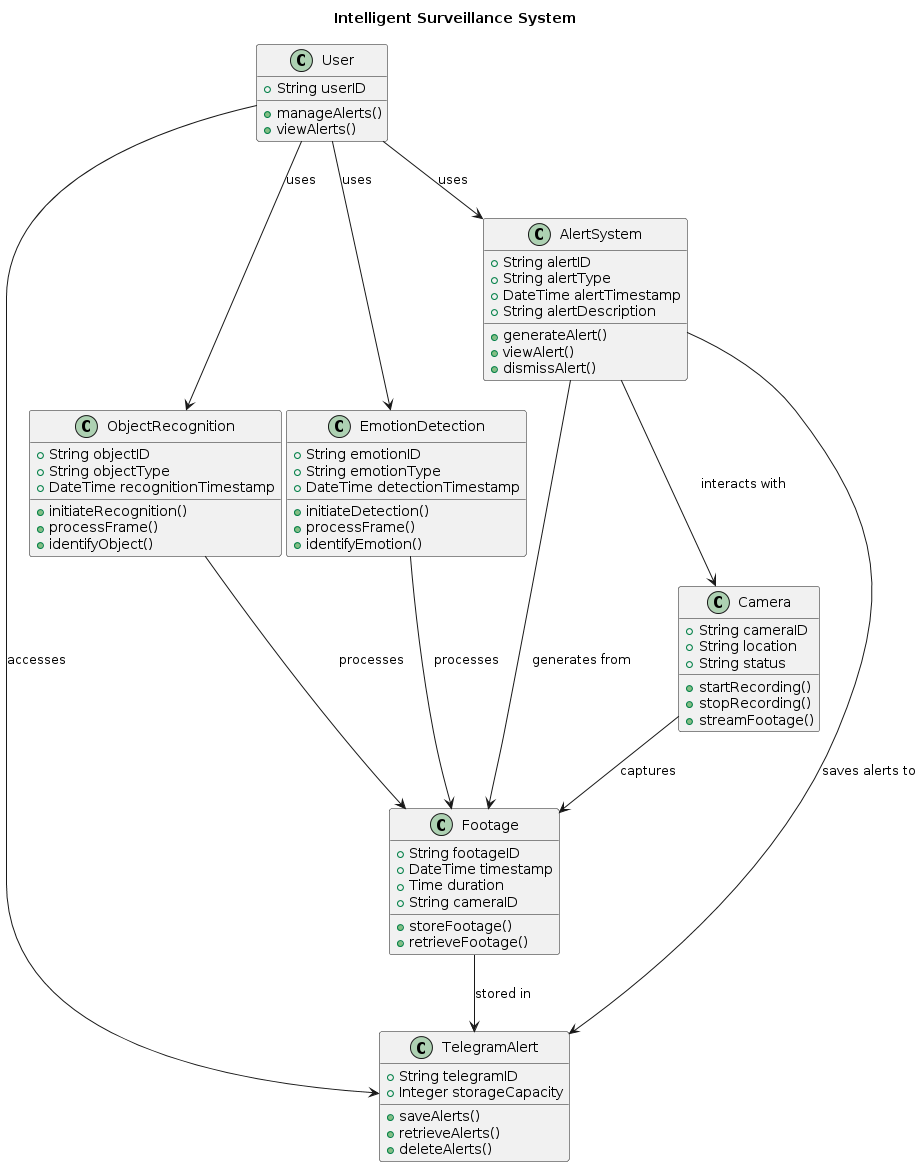 Intelligent Surveillance System
C User
String userID
manageAlerts()
viewAlerts()
uses
uses
uses
C AlertSystem
String alertID
String alertType
DateTime alertTimestamp
String alertDescription
generateAlert()
viewAlert()
dismissAlert()
C ObjectRecognition
String objectID
String objectType
DateTime recognitionTimestamp
initiateRecognition()
processFrame()
identifyObject()
C EmotionDetection
String emotionID
String emotionType
DateTime detectionTimestamp
initiateDetection()
processFrame()
identifyEmotion()
interacts with
C Camera
String cameraID
String location
String status
startRecording()
stopRecording()
streamFootage()
accesses
processes
processes
generates from
captures
saves alerts to
C Footage
String footageID
DateTime timestamp
Time duration
String cameraID
storeFootage()
retrieveFootage()
stored in
C TelegramAlert
String telegramID
Integer storageCapacity
saveAlerts()
retrieveAlerts()
deleteAlerts()